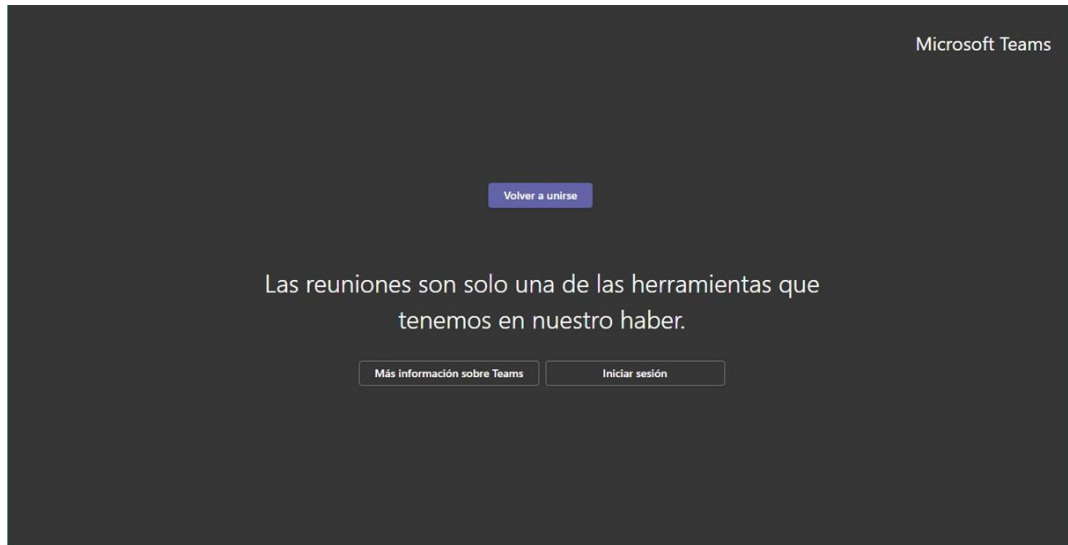 Microsoft Teams
Volver a unirse
Las reuniones son solo una de las herramientas que
tenemos en nuestro haber.
Más información sobre Teams
Iniciar sesión